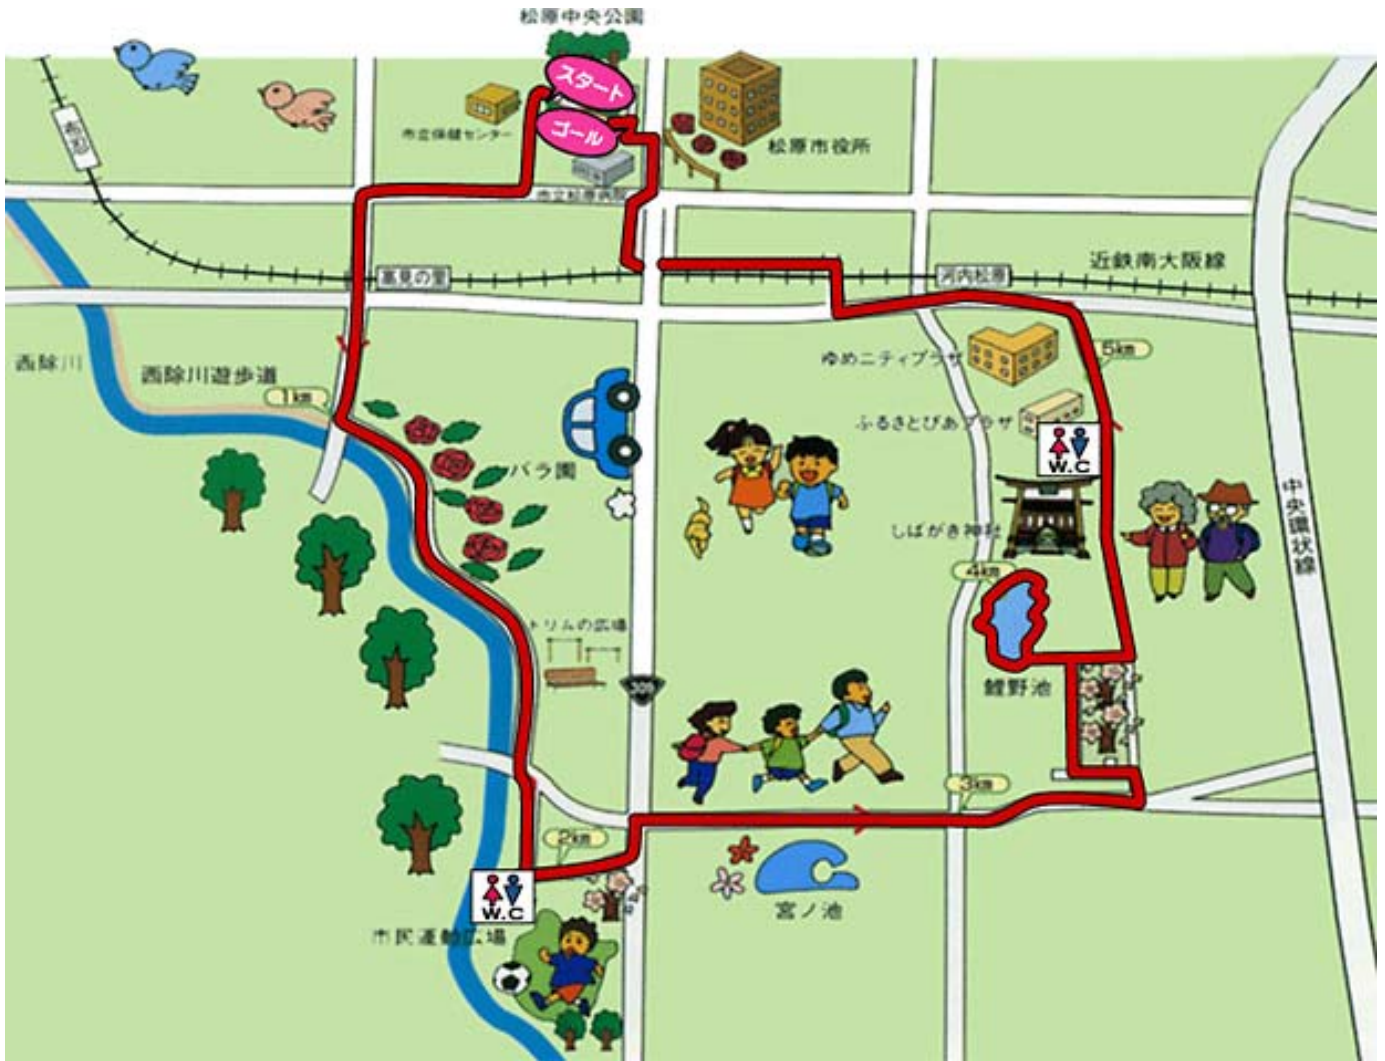 松原中央公園
スタート
ゴール
市立保健センター
松原市役所
市立松原病院
布忍
高見の里
河内松原
近鉄南大阪線
西除川
西除川遊歩道
1km
5km
ゆめニティプラザ
ふるさとぴあプラザ
W.C
バラ園
しばがき神社
中央環状線
4km
トリムの広場
309
鯉野池
3km
2km
W.C
宮ノ池
市民運動広場